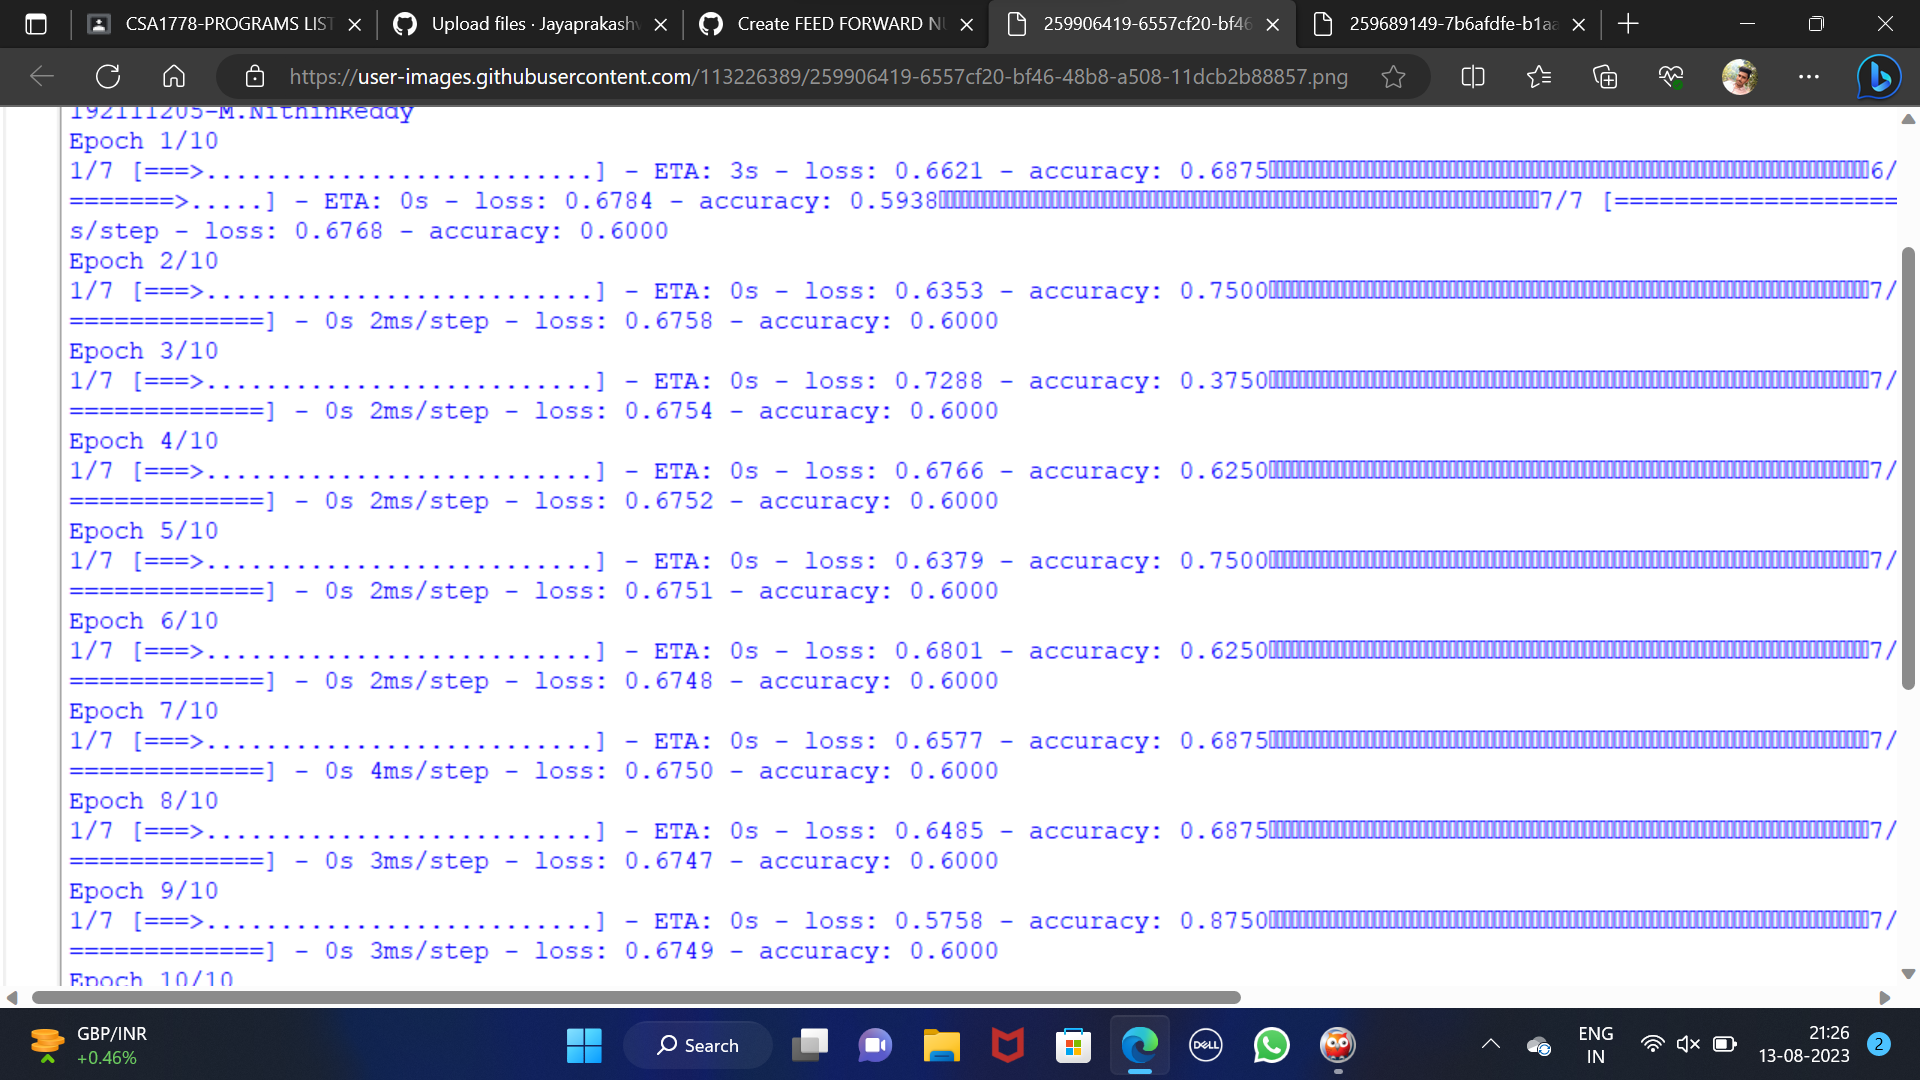 CSA1778-PROGRAMS LIST
Upload files · Jayaprakash
Create FEED FORWARD N
259906419-6557cf20-bf46
259689149-7b6afdfe-b1aa
https://user-images.githubusercontent.com/113226389/259906419-6557cf20-bf46-48b8-a508-11dcb2b88857.png
192111205-M.NithinReddy
Epoch 1/10
1/7 [===>..........................] - ETA: 3s - loss: 0.6621 - accuracy: 0.6875 6/
=======>.....] - ETA: 0s - loss: 0.6784 - accuracy: 0.5938 7/7 [===================
s/step - loss: 0.6768 - accuracy: 0.6000
Epoch 2/10
1/7 [===>..........................] - ETA: 0s - loss: 0.6353 - accuracy: 0.7500 7/
=============] - 0s 2ms/step - loss: 0.6758 - accuracy: 0.6000
Epoch 3/10
1/7 [===>..........................] - ETA: 0s - loss: 0.7288 - accuracy: 0.3750 7/
=============] - 0s 2ms/step - loss: 0.6754 - accuracy: 0.6000
Epoch 4/10
1/7 [===>..........................] - ETA: 0s - loss: 0.6766 - accuracy: 0.6250 7/
=============] - 0s 2ms/step - loss: 0.6752 - accuracy: 0.6000
Epoch 5/10
1/7 [===>..........................] - ETA: 0s - loss: 0.6379 - accuracy: 0.7500 7/
=============] - 0s 2ms/step - loss: 0.6751 - accuracy: 0.6000
Epoch 6/10
1/7 [===>..........................] - ETA: 0s - loss: 0.6801 - accuracy: 0.6250 7/
=============] - 0s 2ms/step - loss: 0.6748 - accuracy: 0.6000
Epoch 7/10
1/7 [===>..........................] - ETA: 0s - loss: 0.6577 - accuracy: 0.6875 7/
=============] - 0s 4ms/step - loss: 0.6750 - accuracy: 0.6000
Epoch 8/10
1/7 [===>..........................] - ETA: 0s - loss: 0.6485 - accuracy: 0.6875 7/
=============] - 0s 3ms/step - loss: 0.6747 - accuracy: 0.6000
Epoch 9/10
1/7 [===>..........................] - ETA: 0s - loss: 0.5758 - accuracy: 0.8750 7/
=============] - 0s 3ms/step - loss: 0.6749 - accuracy: 0.6000
Epoch 10/10
GBP/INR
+0.46%
Search
DELL
ENG
IN
21:26
13-08-2023
2